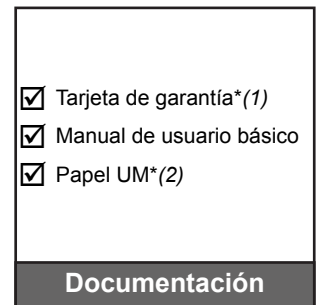 ☑ Tarjeta de garantía*(1)
☑ Manual de usuario básico
☑ Papel UM*(2)
Documentación